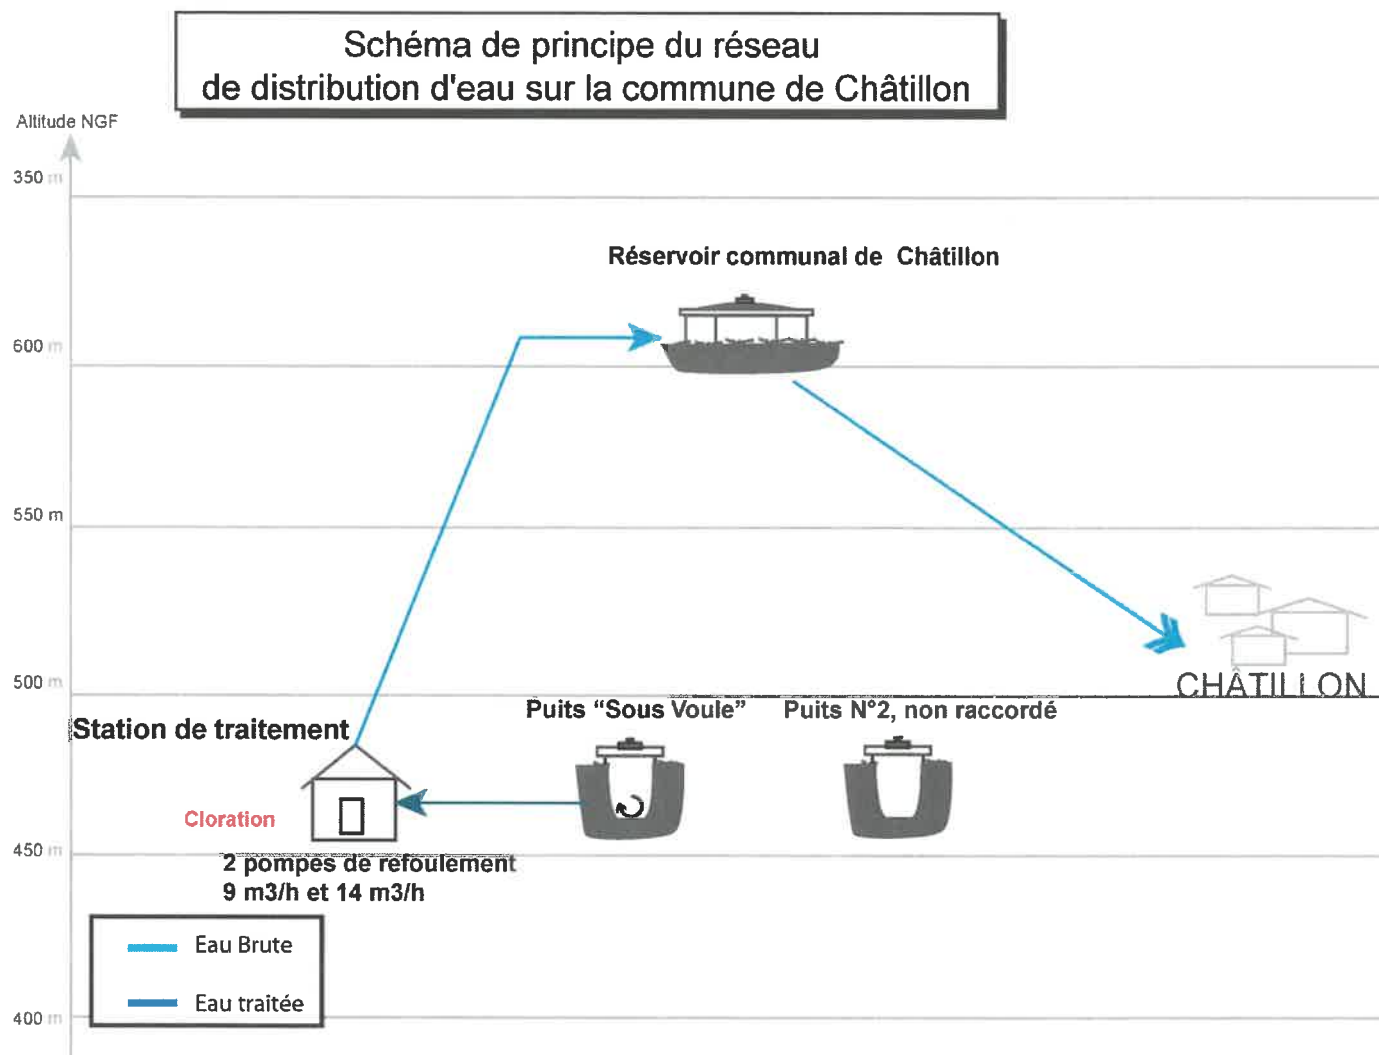 Schéma de principe du réseau
de distribution d'eau sur la commune de Châtillon
Altitude NGF
350 m
Réservoir communal de Châtillon
600 m
550 m
500 m
CHÂTILLON
Puits “Sous Voule”
Puits N°2, non raccordé
Station de traitement
Cloration
450 m
2 pompes de refoulement
9 m3/h et 14 m3/h
Eau Brute
Eau traitée
400 m